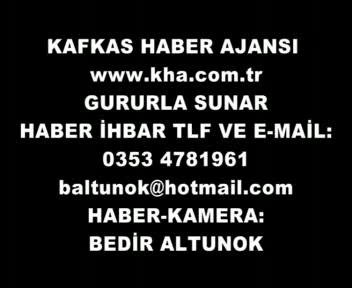 KAFKAS HABER AJANSI
www.kha.com.tr
GURURLA SUNAR
HABER İHBAR TLF VE E-MAİL:
0353 4781961
baltunok@hotmail.com
HABER-KAMERA:
BEDİR ALTUNOK